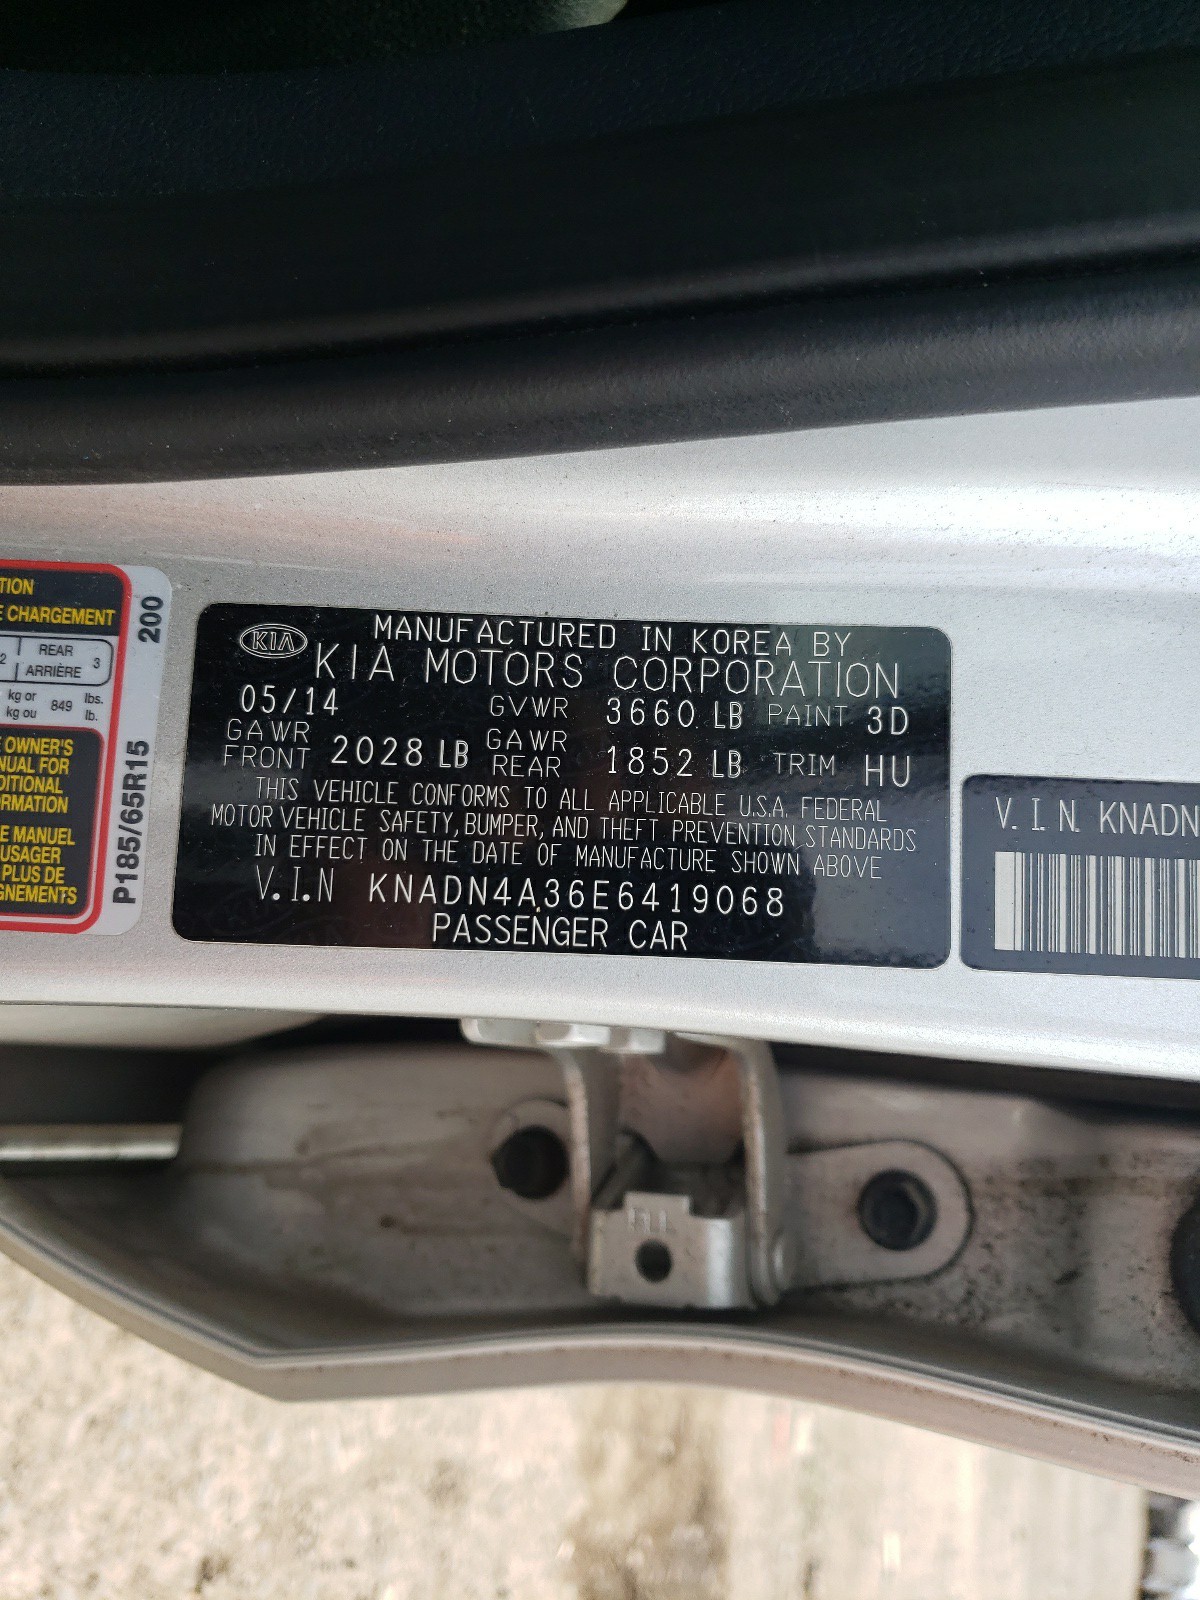 TION
E CHARGEMENT
2 REAR 3
ARRIÈRE
kg or 849 lbs.
kg ou lb.
E OWNER'S
NUAL FOR
DITIONAL
ORMATION
E MANUEL
USAGER
PLUS DE
GNEMENTS
P185/65R15 200
KIA MANUFACTURED IN KOREA BY
KIA MOTORS CORPORATION
05/14 GVWR 3660 LB PAINT 3D
GAWR FRONT 2028 LB GAWR REAR 1852 LB TRIM HU
THIS VEHICLE CONFORMS TO ALL APPLICABLE U.S.A. FEDERAL
MOTOR VEHICLE SAFETY, BUMPER, AND THEFT PREVENTION STANDARDS
IN EFFECT ON THE DATE OF MANUFACTURE SHOWN ABOVE
V.I.N KNADN4A36E6419068
PASSENGER CAR
V.I.N. KNADN